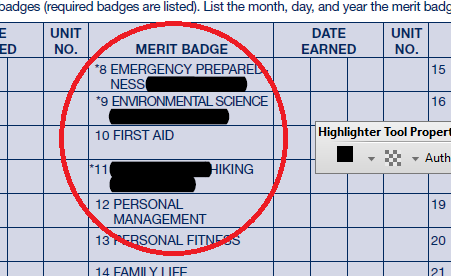 badges (required badges are listed). List the month, day, and year the merit badg
E
ED
UNIT
NO.
MERIT BADGE
DATE
EARNED
UNIT
NO.
*8 EMERGENCY PREPARED-
NESS
15
*9 ENVIRONMENTAL SCIENCE
16
10 FIRST AID
Highlighter Tool Propert
Auth
*11 HIKING
12 PERSONAL
MANAGEMENT
19
13 PERSONAL FITNESS
20
14 FAMILY LIFE
21